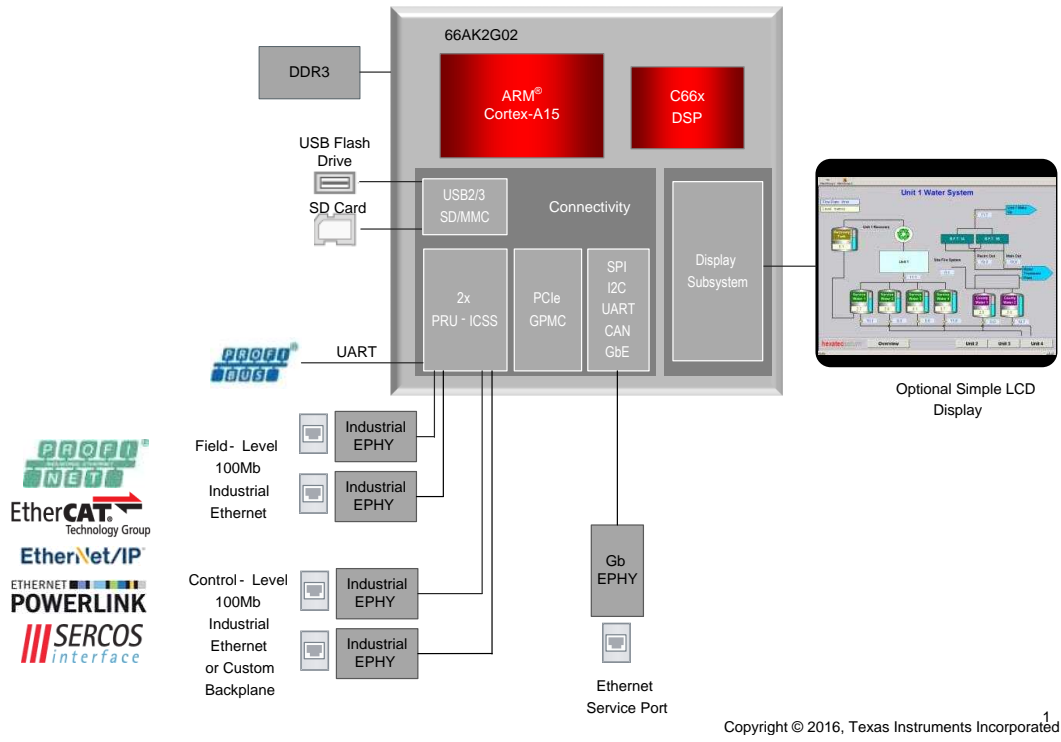 66AK2G02
DDR3
ARM®
Cortex-A15
C66x
DSP
USB Flash
Drive
SD Card
USB2/3
SD/MMC
Connectivity
2x
PRU - ICSS
PCIe
GPMC
SPI
I2C
UART
CAN
GbE
Display
Subsystem
Unit 1 Water System
Unit 1
Overview
Unit 2
Unit 3
Unit 4
Optional Simple LCD
Display
PROFI
BUS
UART
Field - Level
100Mb
Industrial
Ethernet
Industrial
EPHY
Industrial
EPHY
PROFI®
NET
EtherCAT.
Technology Group
EtherNet/IP
ETHERNET
POWERLINK
SERCOS
interface
Control - Level
100Mb
Industrial
Ethernet
or Custom
Backplane
Industrial
EPHY
Industrial
EPHY
Gb
EPHY
Ethernet
Service Port
1
Copyright © 2016, Texas Instruments Incorporated